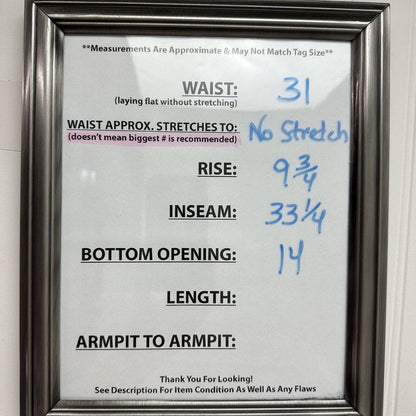 **Measurements Are Approximate & May Not Match Tag Size**
WAIST: 31
(laying flat without stretching)
WAIST APPROX. STRETCHES TO: No Stretch
(doesn't mean biggest # is recommended)
RISE: 9 3/4
INSEAM: 33 1/4
BOTTOM OPENING: 14
LENGTH:
ARMPIT TO ARMPIT:
Thank You For Looking!
See Description For Item Condition As Well As Any Flaws